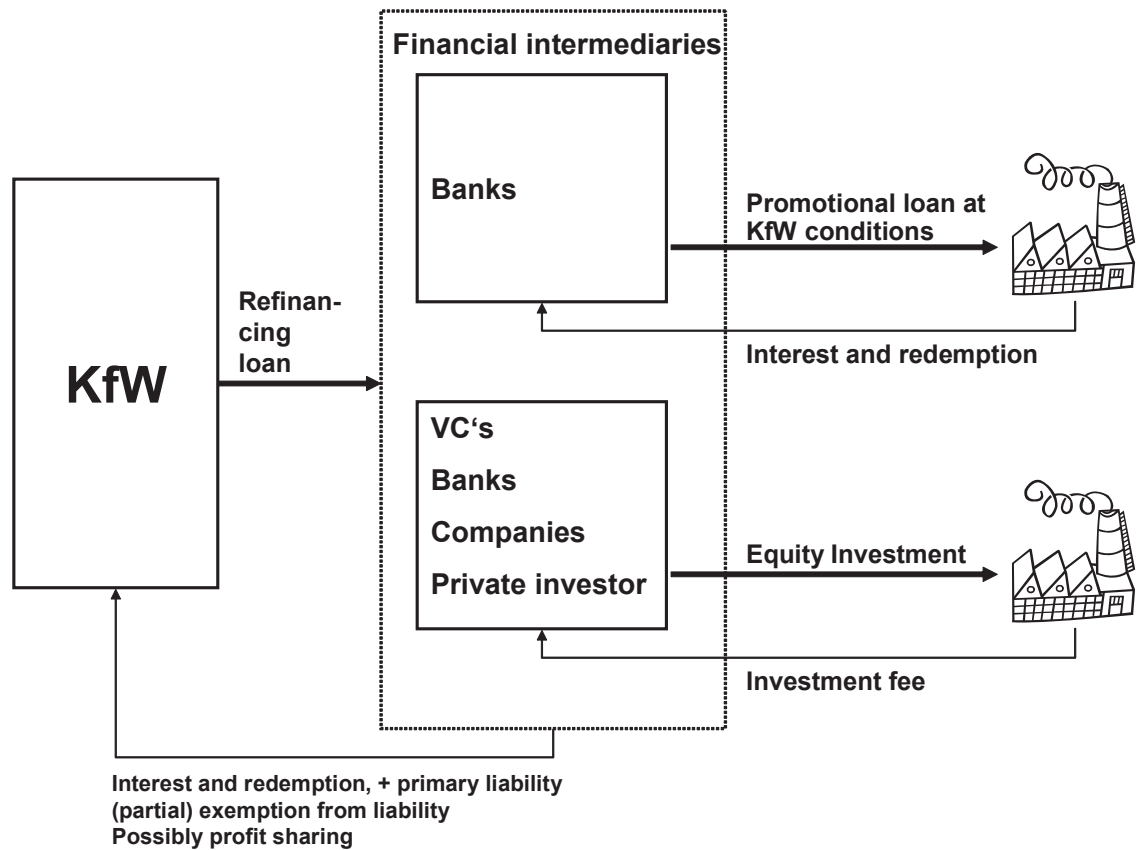 Financial intermediaries
Banks
Promotional loan at
KfW conditions
Refinan-
cing
loan
Interest and redemption
KfW
VC‘s
Banks
Companies
Private investor
Equity Investment
Investment fee
Interest and redemption, + primary liability
(partial) exemption from liability
Possibly profit sharing